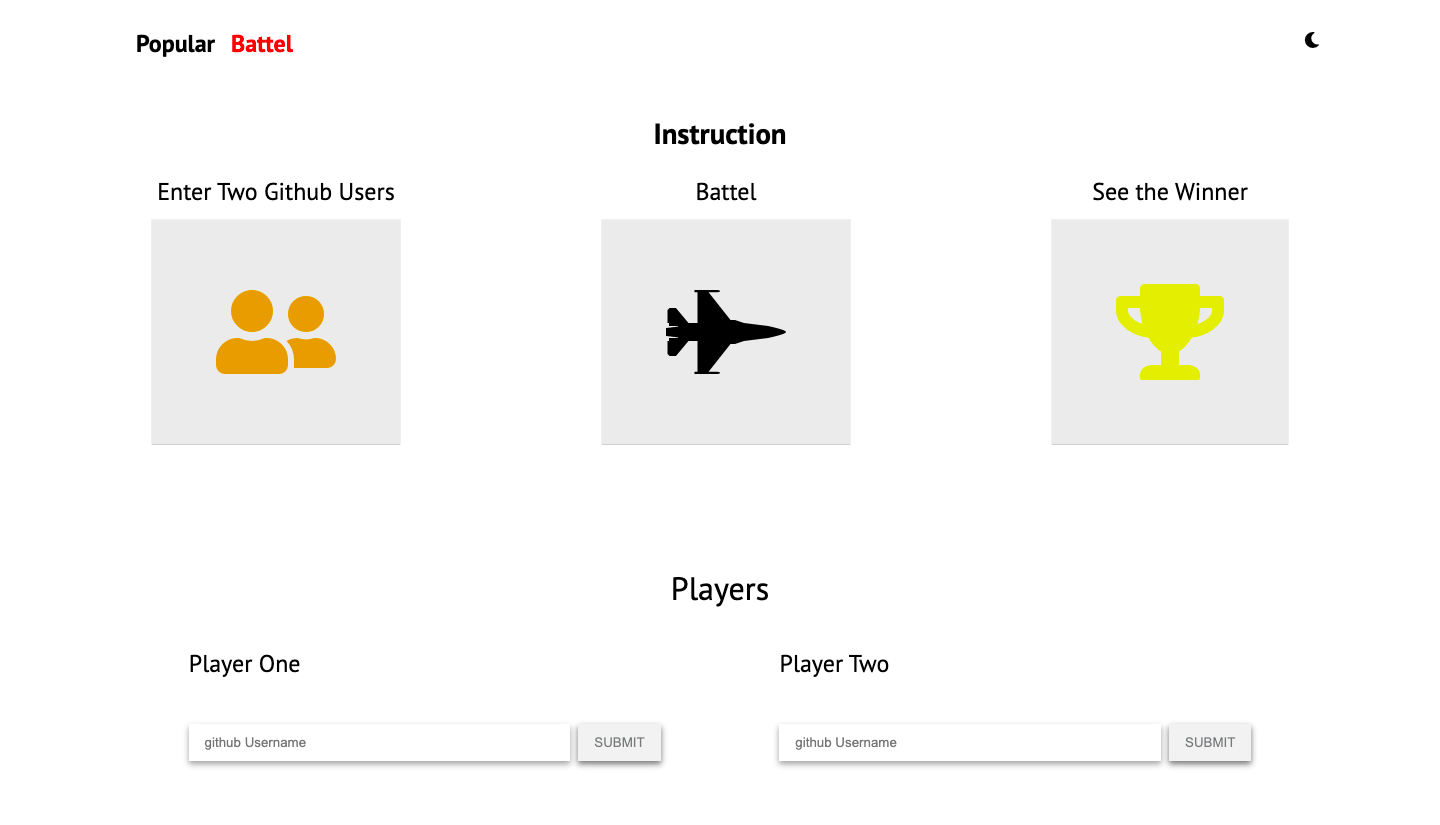 Popular Battel
Instruction
Enter Two Github Users
Battel
See the Winner
Players
Player One
Player Two
github Username SUBMIT
github Username SUBMIT